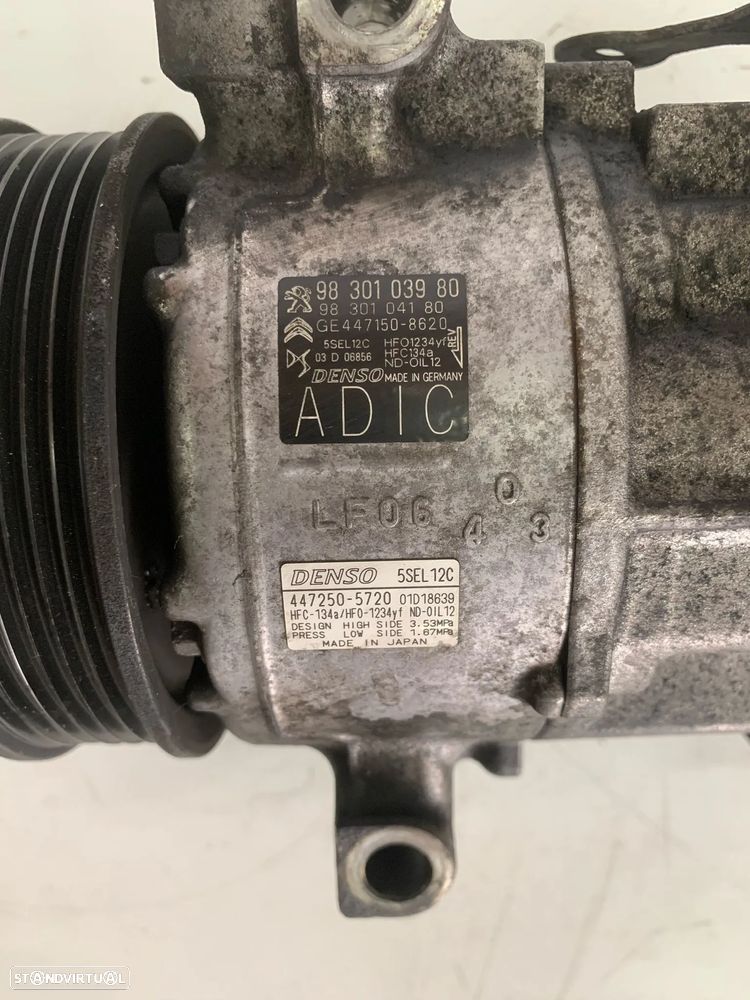 98 301 039 80
98 301 041 80
GE447150-8620
5SEL12C HFO1234yf
03 D 06856 HFC134a
ND-OIL12
REV
DENSO MADE IN GERMANY
ADIC
LF06
0
4 3
DENSO 5SEL12C
447250-5720 01D18639
HFC-134a/HFO-1234yf ND-OIL12
DESIGN HIGH SIDE 3.53MPa
PRESS LOW SIDE 1.67MPa
MADE IN JAPAN
STANDVIRTUAL